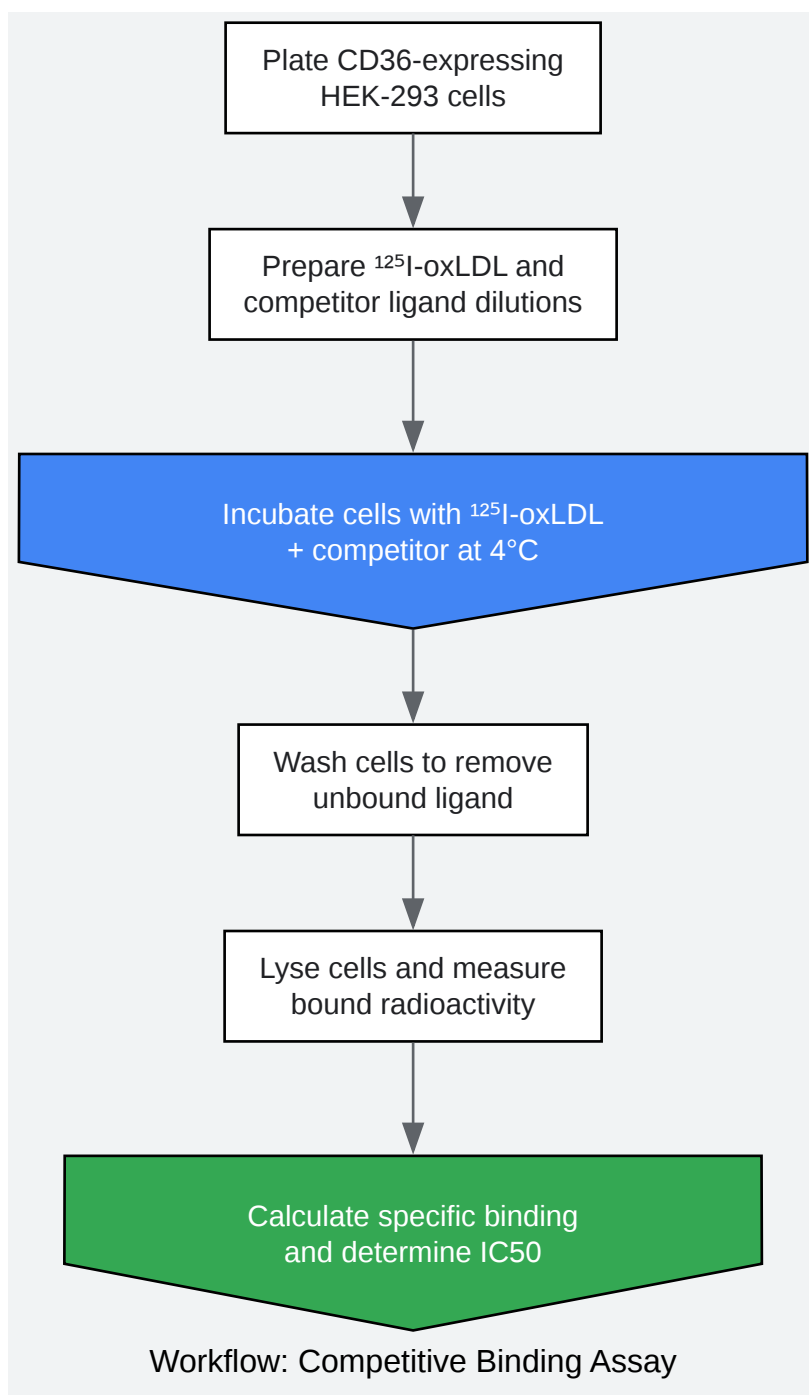 Plate CD36-expressing
HEK-293 cells
Prepare ¹²⁵I-oxLDL and
competitor ligand dilutions
Incubate cells with ¹²⁵I-oxLDL
+ competitor at 4°C
Wash cells to remove
unbound ligand
Lyse cells and measure
bound radioactivity
Calculate specific binding
and determine IC50
Workflow: Competitive Binding Assay